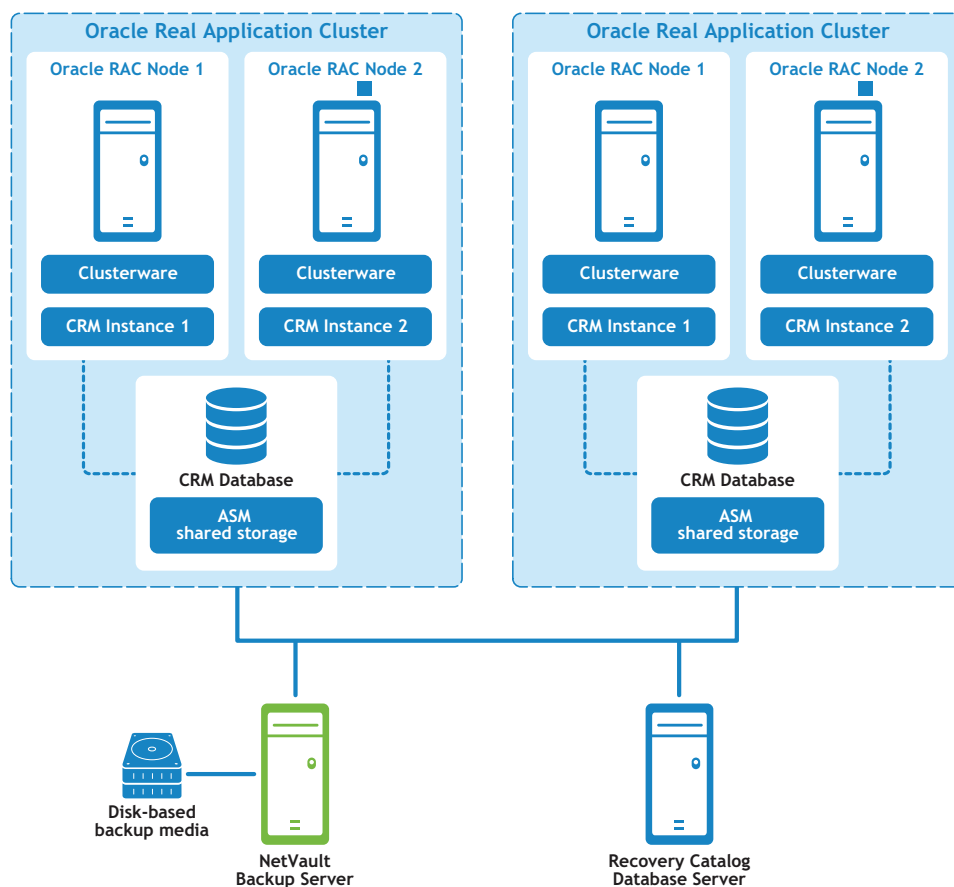 Oracle Real Application Cluster
Oracle RAC Node 1
Oracle RAC Node 2
Clusterware
Clusterware
CRM Instance 1
CRM Instance 2
CRM Database
ASM
shared storage
Oracle Real Application Cluster
Oracle RAC Node 1
Oracle RAC Node 2
Clusterware
Clusterware
CRM Instance 1
CRM Instance 2
CRM Database
ASM
shared storage
Disk-based
backup media
NetVault
Backup Server
Recovery Catalog
Database Server